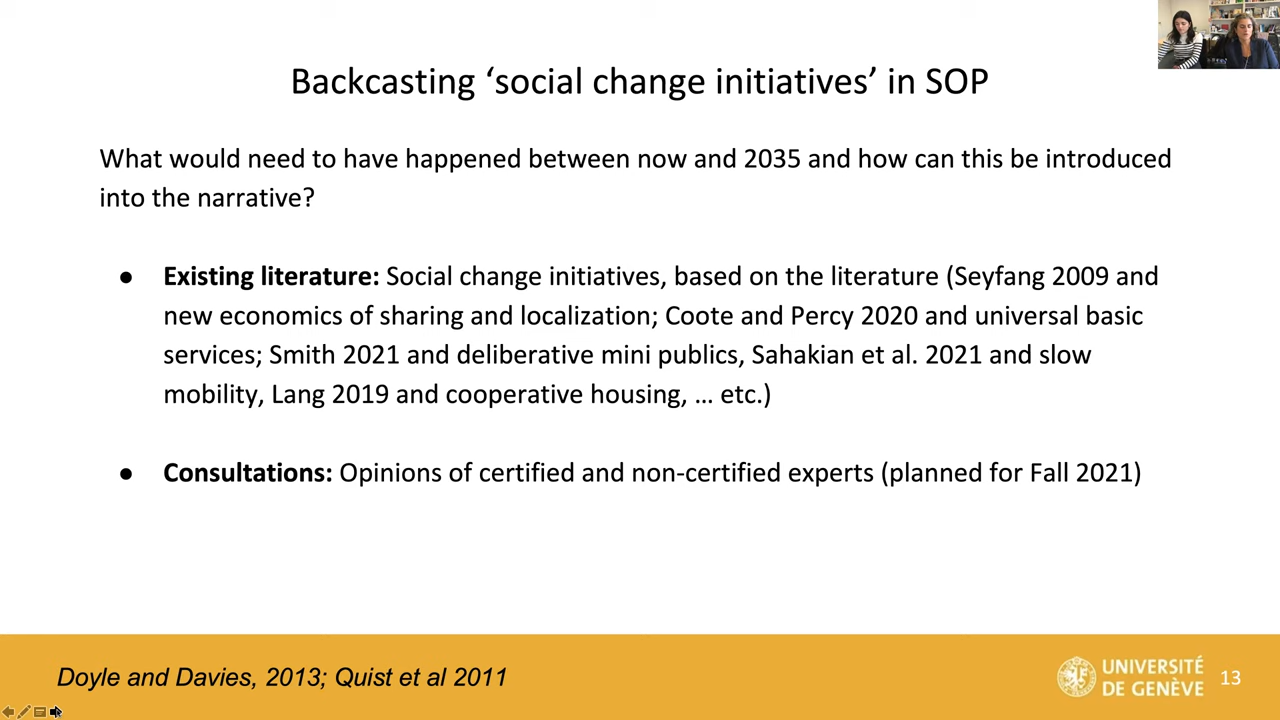 Backcasting ‘social change initiatives’ in SOP
What would need to have happened between now and 2035 and how can this be introduced
into the narrative?
● Existing literature: Social change initiatives, based on the literature (Seyfang 2009 and
new economics of sharing and localization; Coote and Percy 2020 and universal basic
services; Smith 2021 and deliberative mini publics, Sahakian et al. 2021 and slow
mobility, Lang 2019 and cooperative housing, … etc.)
● Consultations: Opinions of certified and non-certified experts (planned for Fall 2021)
Doyle and Davies, 2013; Quist et al 2011
UNIVERSITÉ
DE GENÈVE
13